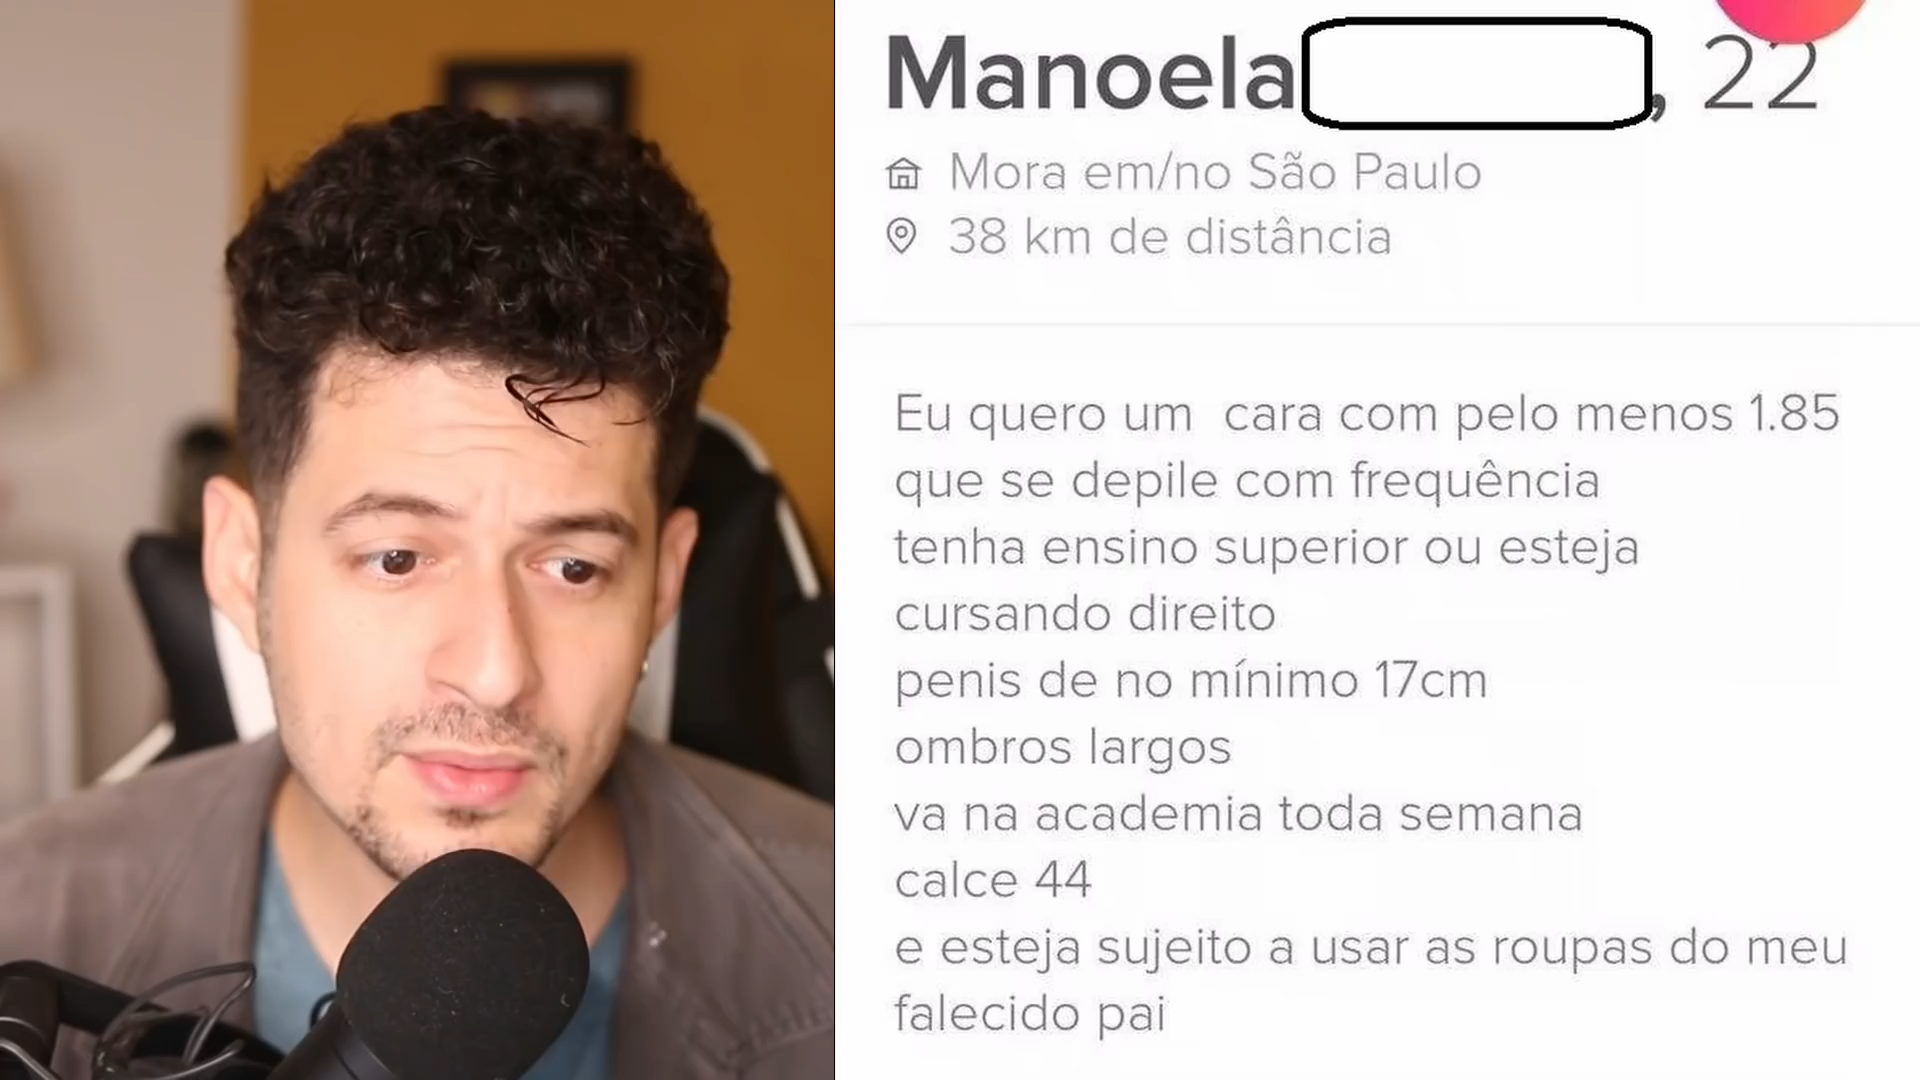 Manoela, 22
Mora em/no São Paulo
38 km de distância
Eu quero um cara com pelo menos 1.85
que se depile com frequência
tenha ensino superior ou esteja
cursando direito
penis de no mínimo 17cm
ombros largos
va na academia toda semana
calce 44
e esteja sujeito a usar as roupas do meu
falecido pai